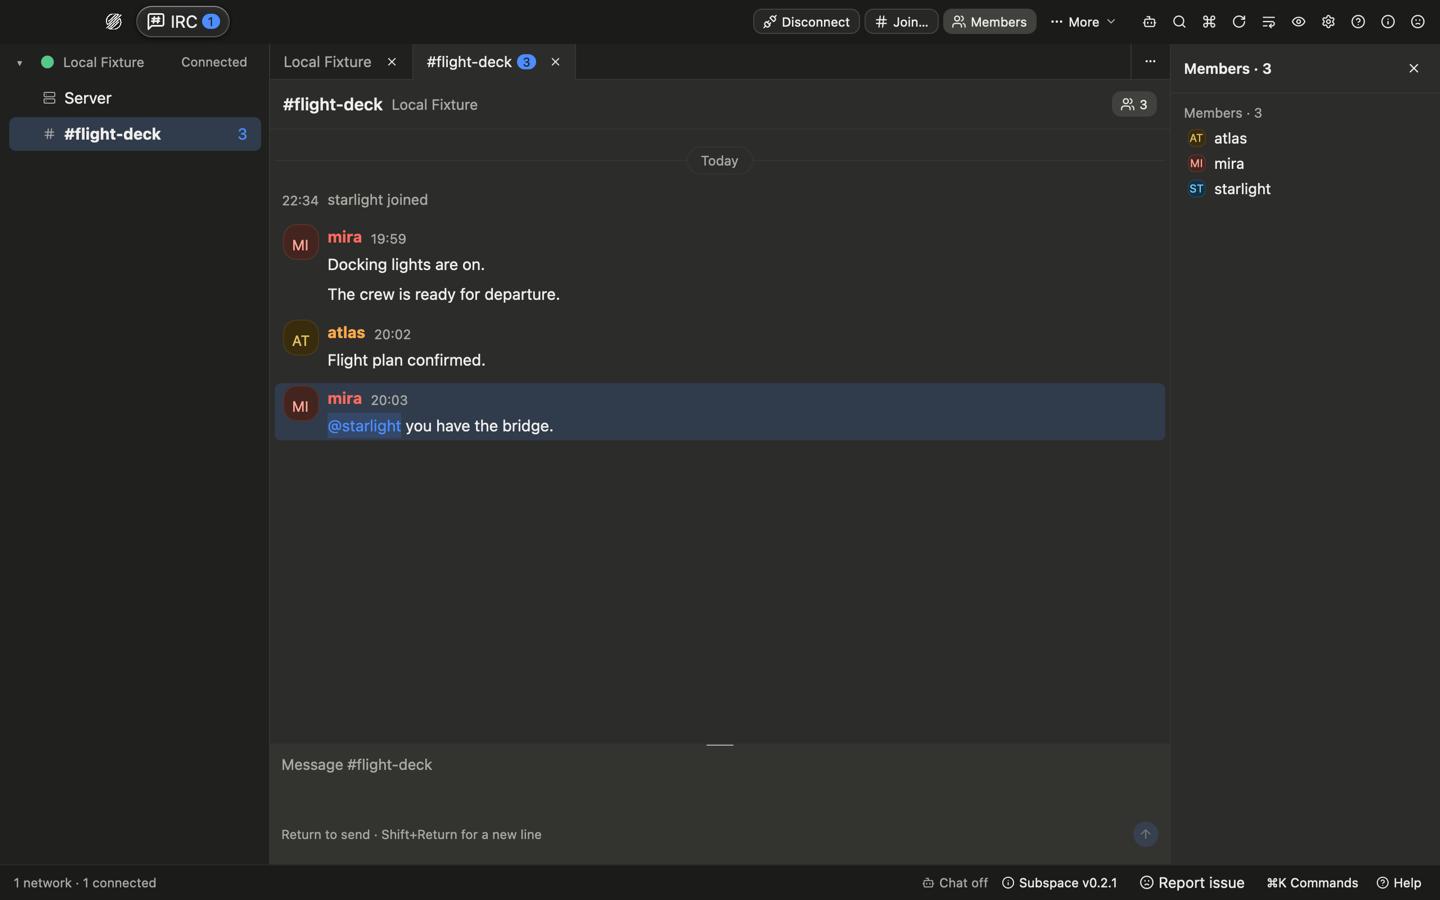 IRC 1
Disconnect
Join...
Members
More
Local Fixture
Connected
Server
# #flight-deck 3
Local Fixture
#flight-deck 3
#flight-deck Local Fixture
3
Today
22:34 starlight joined
MI
mira 19:59
Docking lights are on.
The crew is ready for departure.
AT
atlas 20:02
Flight plan confirmed.
MI
mira 20:03
@starlight you have the bridge.
Message #flight-deck
Return to send · Shift+Return for a new line
Members · 3
Members · 3
AT atlas
MI mira
ST starlight
1 network · 1 connected
Chat off
Subspace v0.2.1
Report issue
⌘K Commands
Help